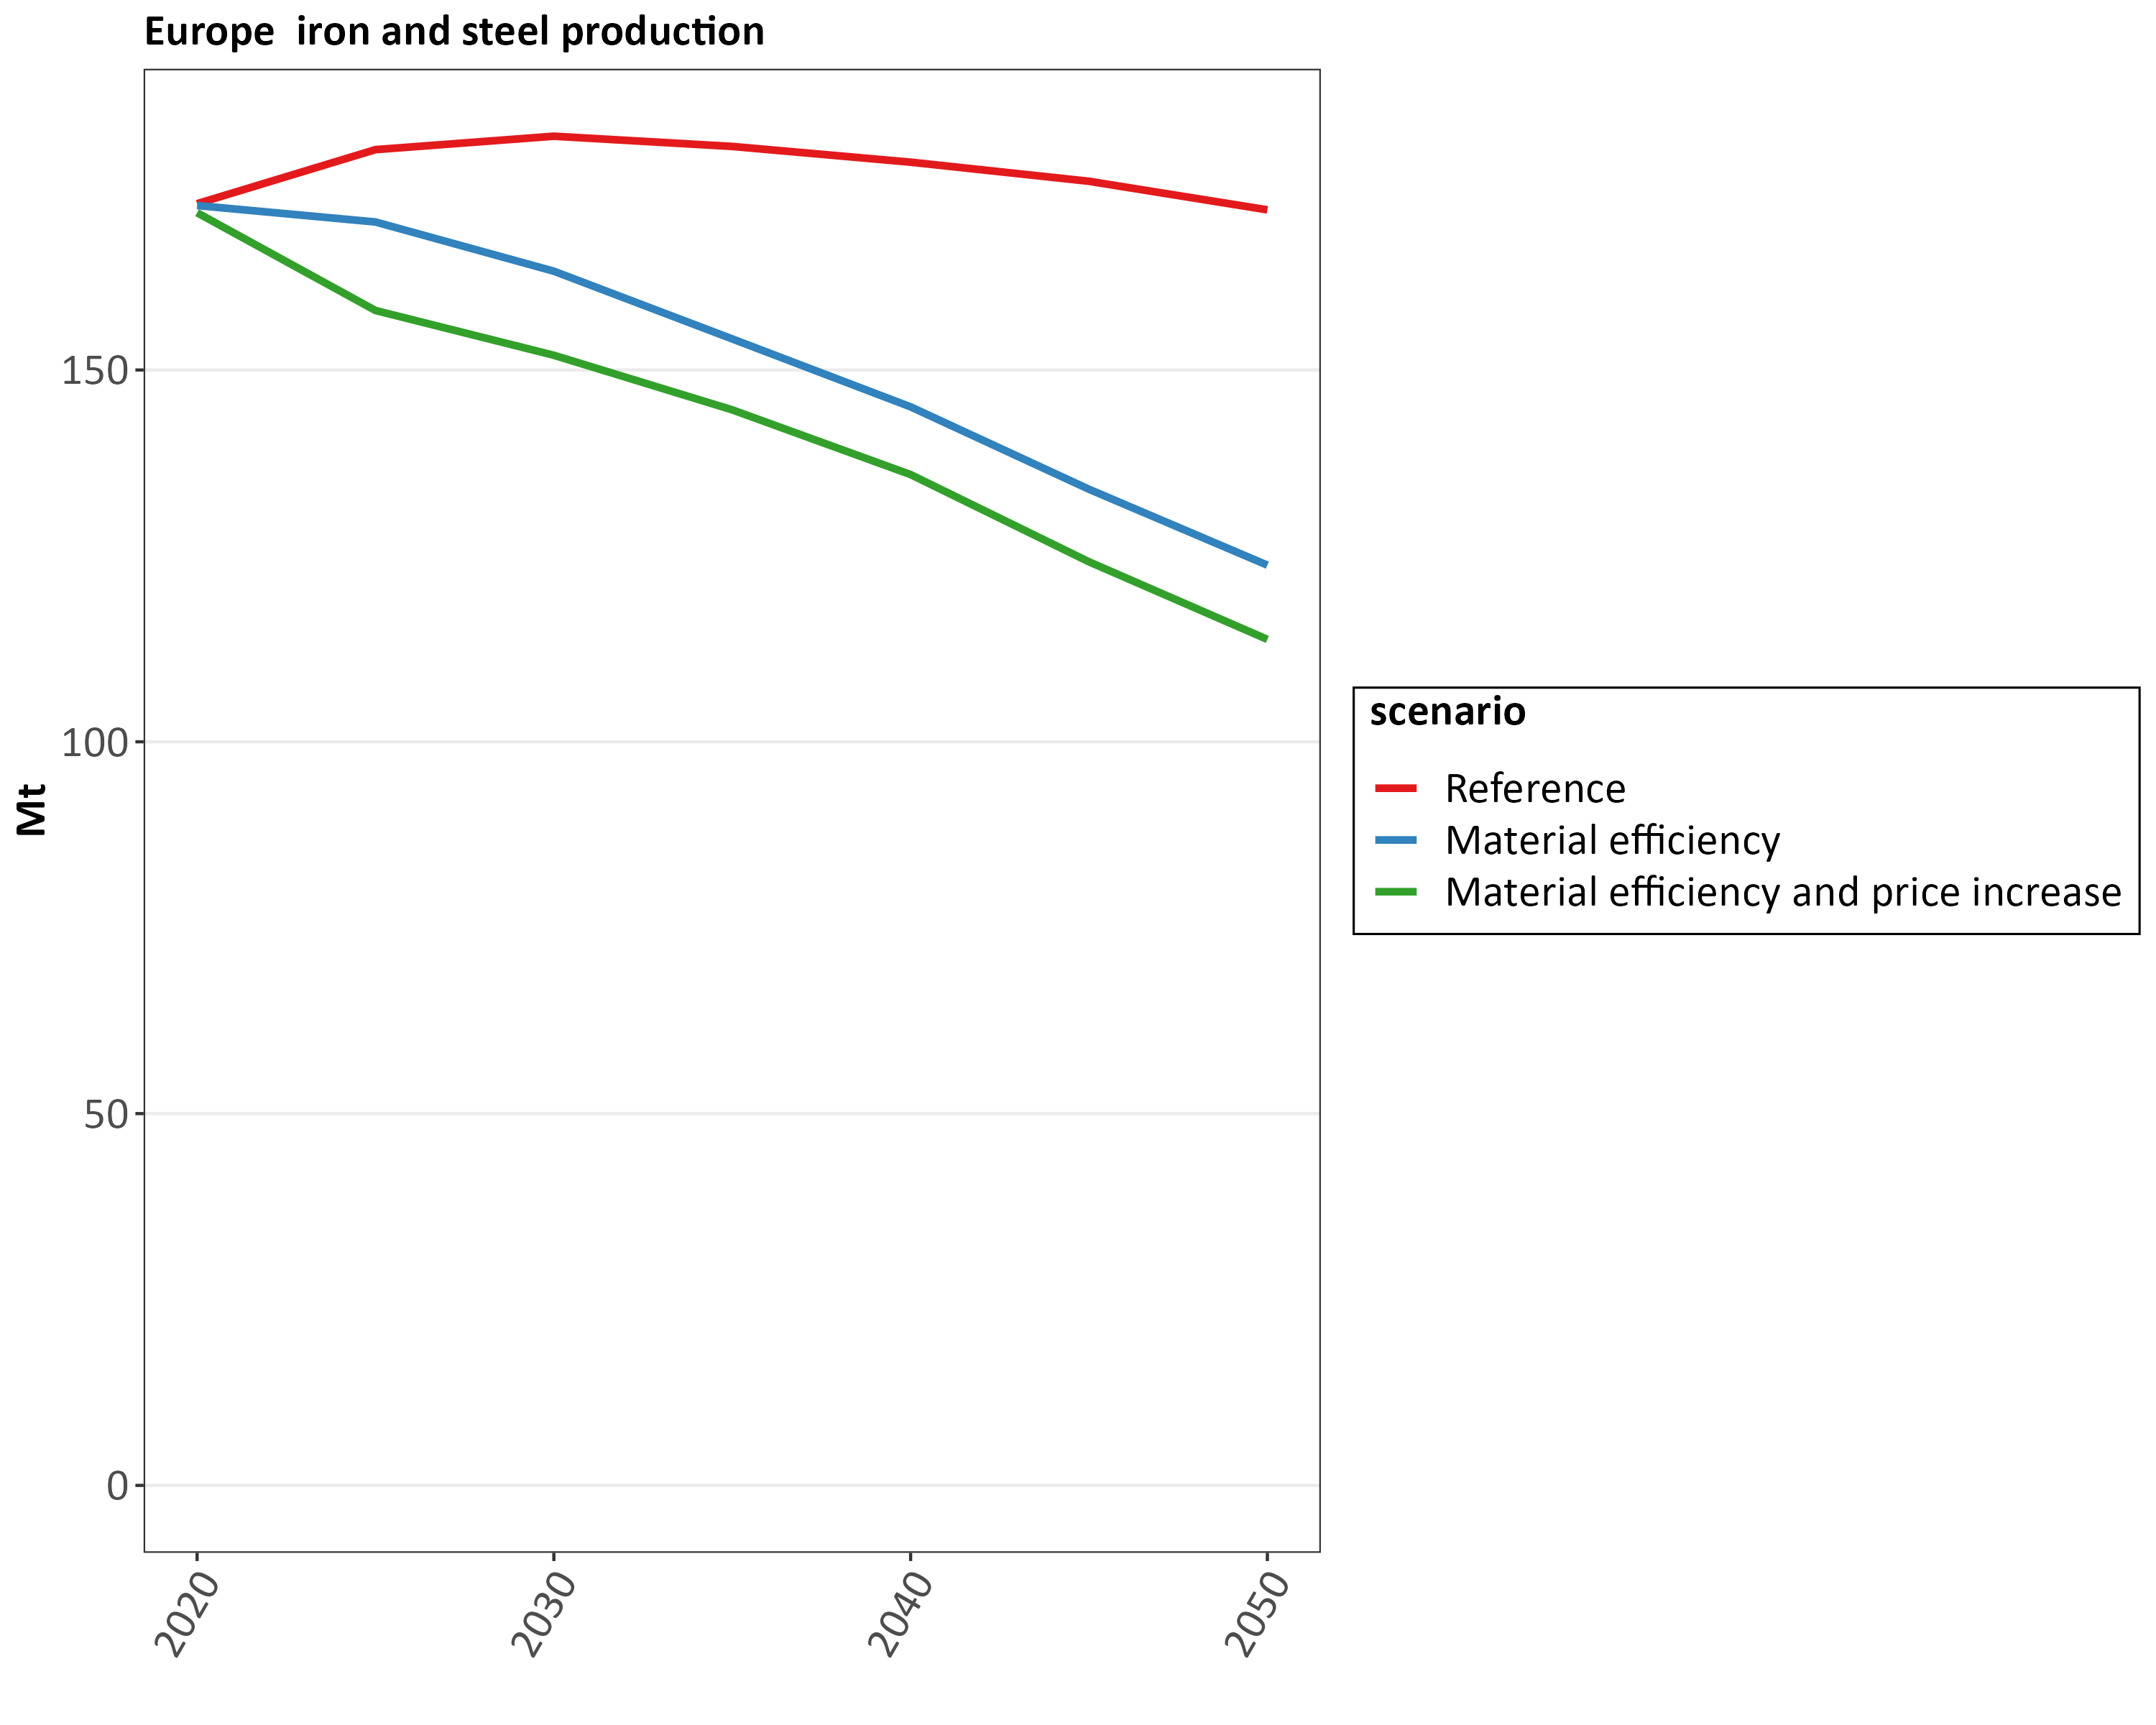 Europe  iron and steel production
Mt
150
100
50
0
2020
2030
2040
2050
scenario
Reference
Material efficiency
Material efficiency and price increase